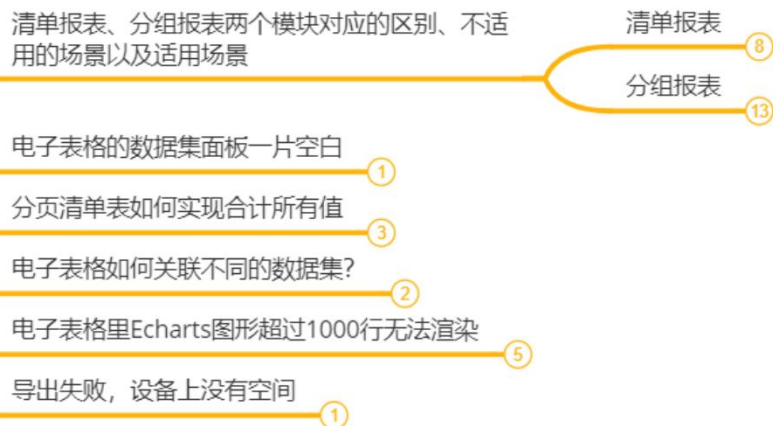 清单报表、分组报表两个模块对应的区别、不适
用的场景以及适用场景
清单报表
8
分组报表
13
电子表格的数据集面板一片空白
1
分页清单表如何实现合计所有值
3
电子表格如何关联不同的数据集?
2
电子表格里Echarts图形超过1000行无法渲染
5
导出失败，设备上没有空间
1